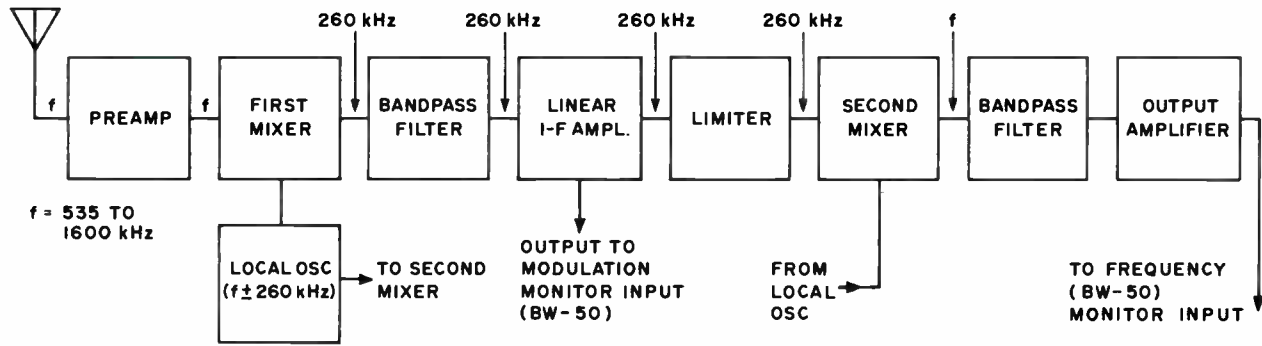 260 kHz
260 kHz
260 kHz
260 kHz
f
f
PREAMP
f
FIRST
MIXER
BANDPASS
FILTER
LINEAR
I-F AMPL.
LIMITER
SECOND
MIXER
BANDPASS
FILTER
OUTPUT
AMPLIFIER
f = 535 TO
1600 kHz
LOCAL OSC
(f ± 260 kHz)
TO SECOND
MIXER
OUTPUT TO
MODULATION
MONITOR INPUT
(BW-50)
FROM
LOCAL
OSC
TO FREQUENCY
(BW-50)
MONITOR INPUT